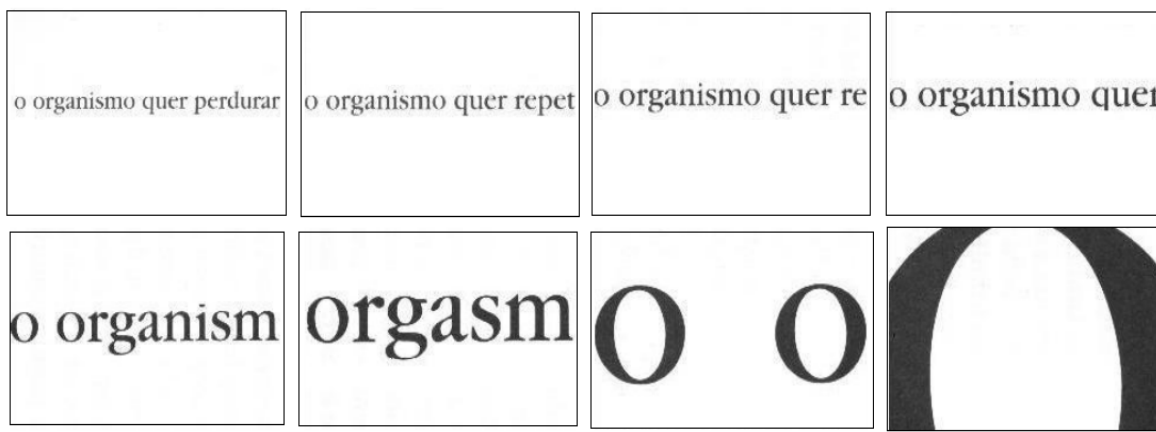 o organismo quer perdurar
o organismo quer repet
o organismo quer re
o organismo quer
o organism
orgasm
o o
o